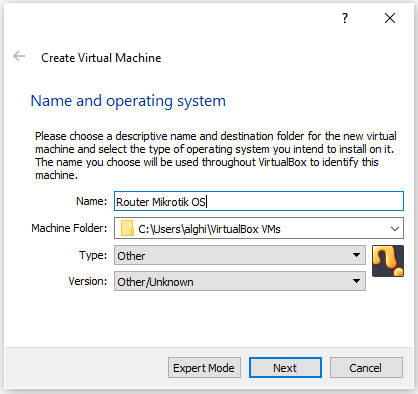 ?
Create Virtual Machine
Name and operating system
Please choose a descriptive name and destination folder for the new virtual
machine and select the type of operating system you intend to install on it.
The name you choose will be used throughout VirtualBox to identify this
machine.
Name: Router Mikrotik OS
Machine Folder: C:\Users\alghi\VirtualBox VMs
Type: Other
Version: Other/Unknown
Expert Mode Next Cancel